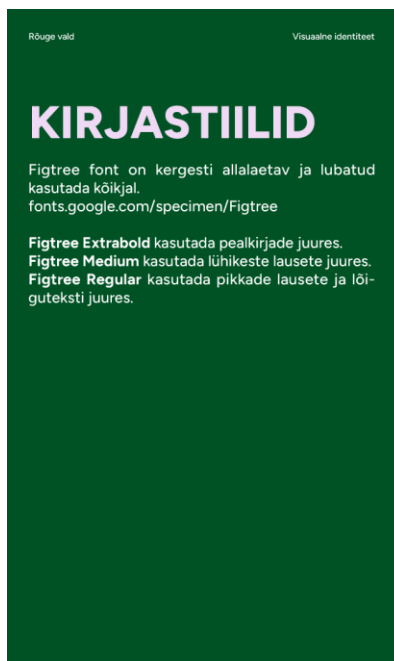 Rõuge vald
Visuaalne identiteet
KIRJASTIILID
Figtree font on kergesti allalaetav ja lubatud
kasutada kõikjal.
fonts.google.com/specimen/Figtree
Figtree Extrabold kasutada pealkirjade juures.
Figtree Medium kasutada lühikeste lausete juures.
Figtree Regular kasutada pikkade lausete ja lõi-
guteksti juures.